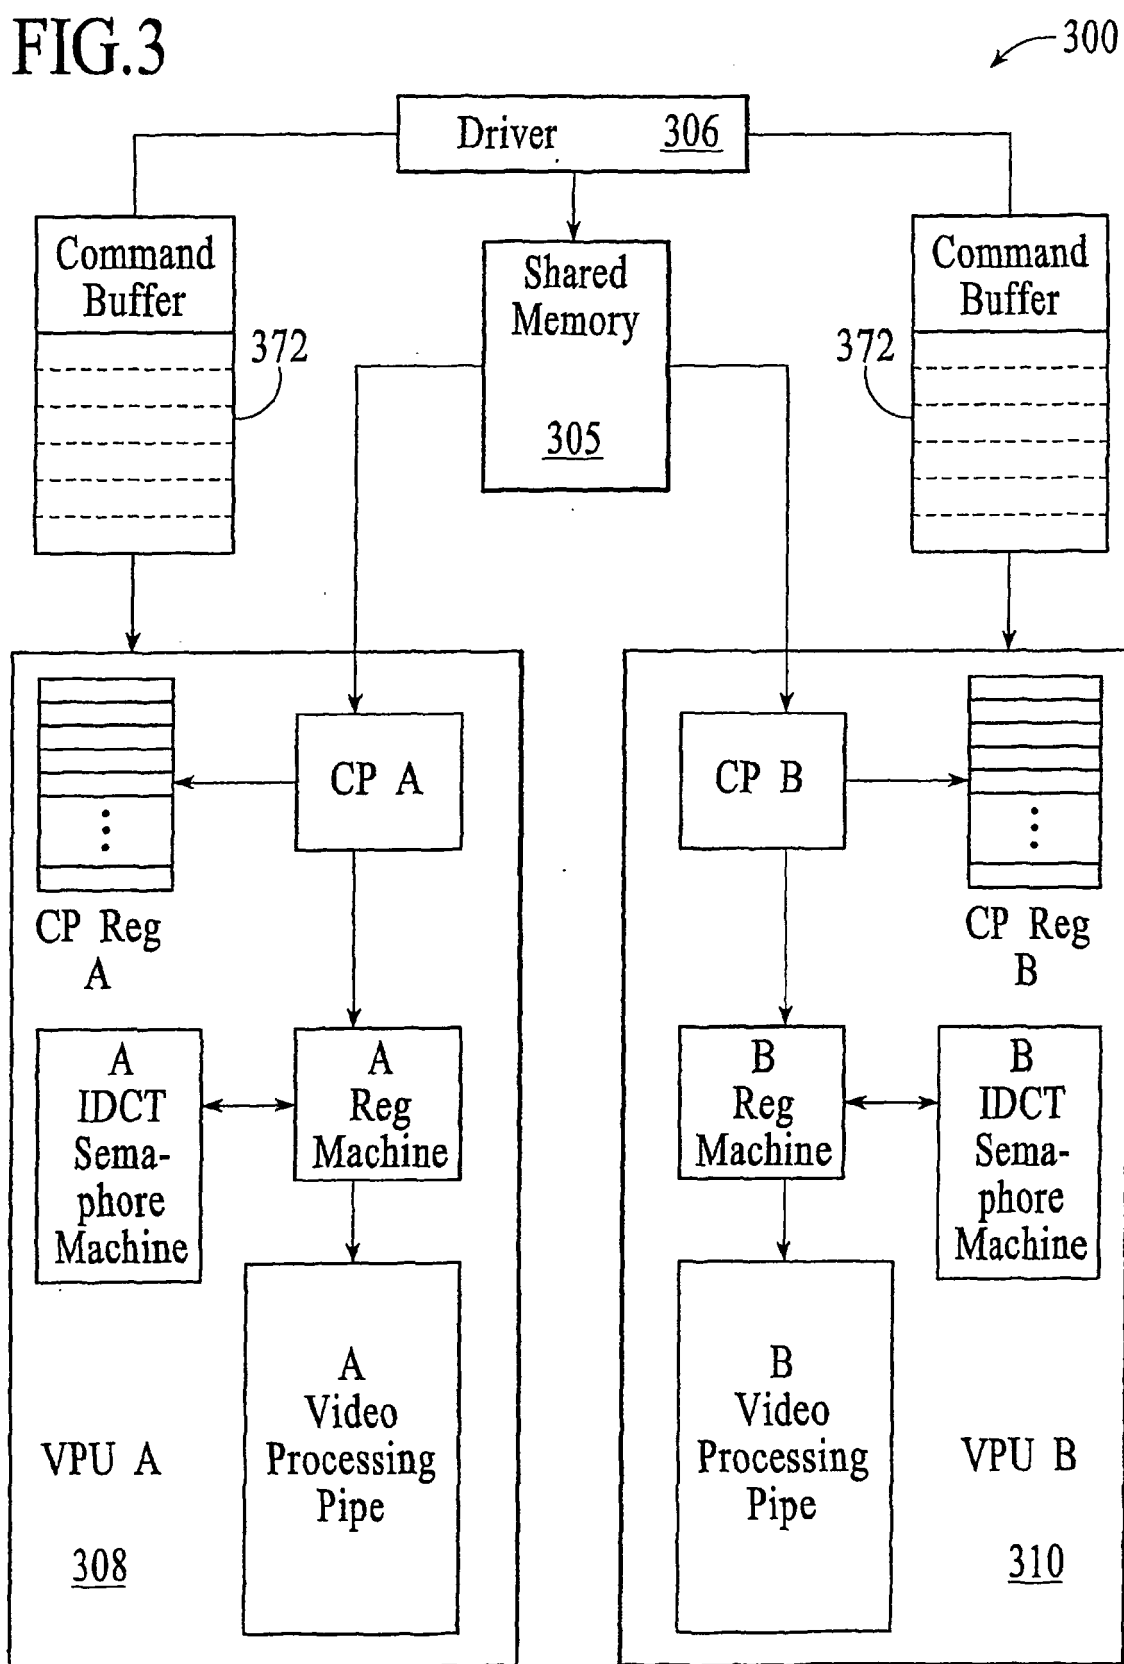 FIG.3
300
Driver 306
Command
Buffer
372
Shared
Memory
305
Command
Buffer
372
CP A
CP Reg
A
A
IDCT
Sema-
phore
Machine
A
Reg
Machine
A
Video
Processing
Pipe
VPU A
308
CP B
CP Reg
B
B
Reg
Machine
B
IDCT
Sema-
phore
Machine
B
Video
Processing
Pipe
VPU B
310